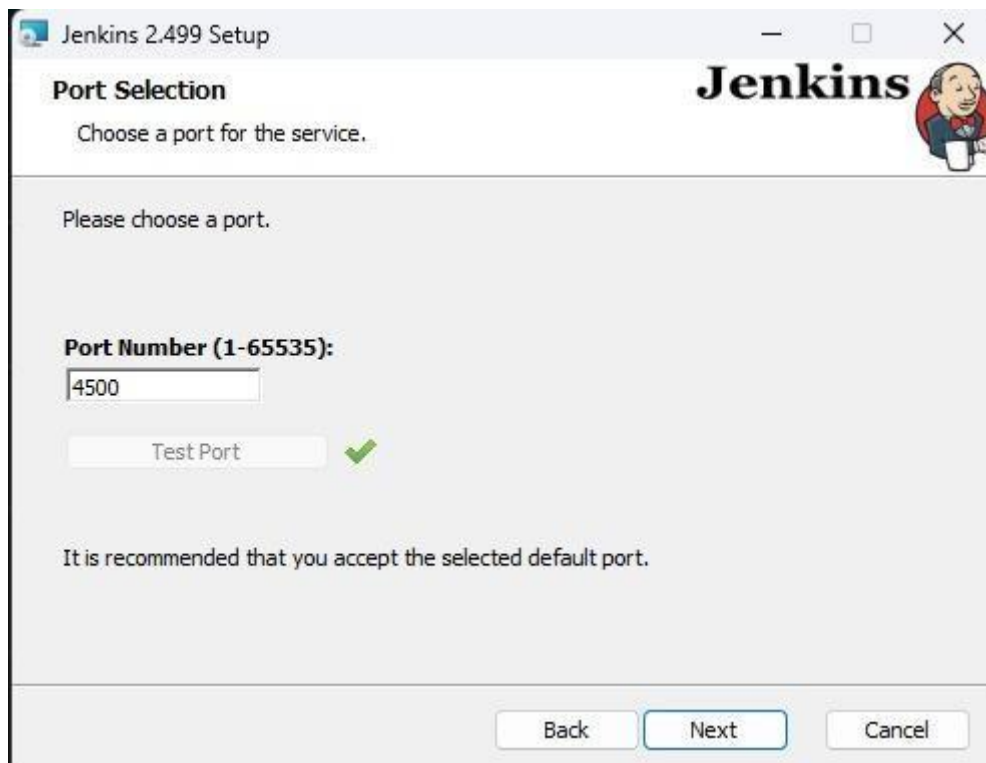 Jenkins 2.499 Setup
Port Selection
Jenkins
Choose a port for the service.
Please choose a port.
Port Number (1-65535):
4500
Test Port
It is recommended that you accept the selected default port.
Back Next Cancel